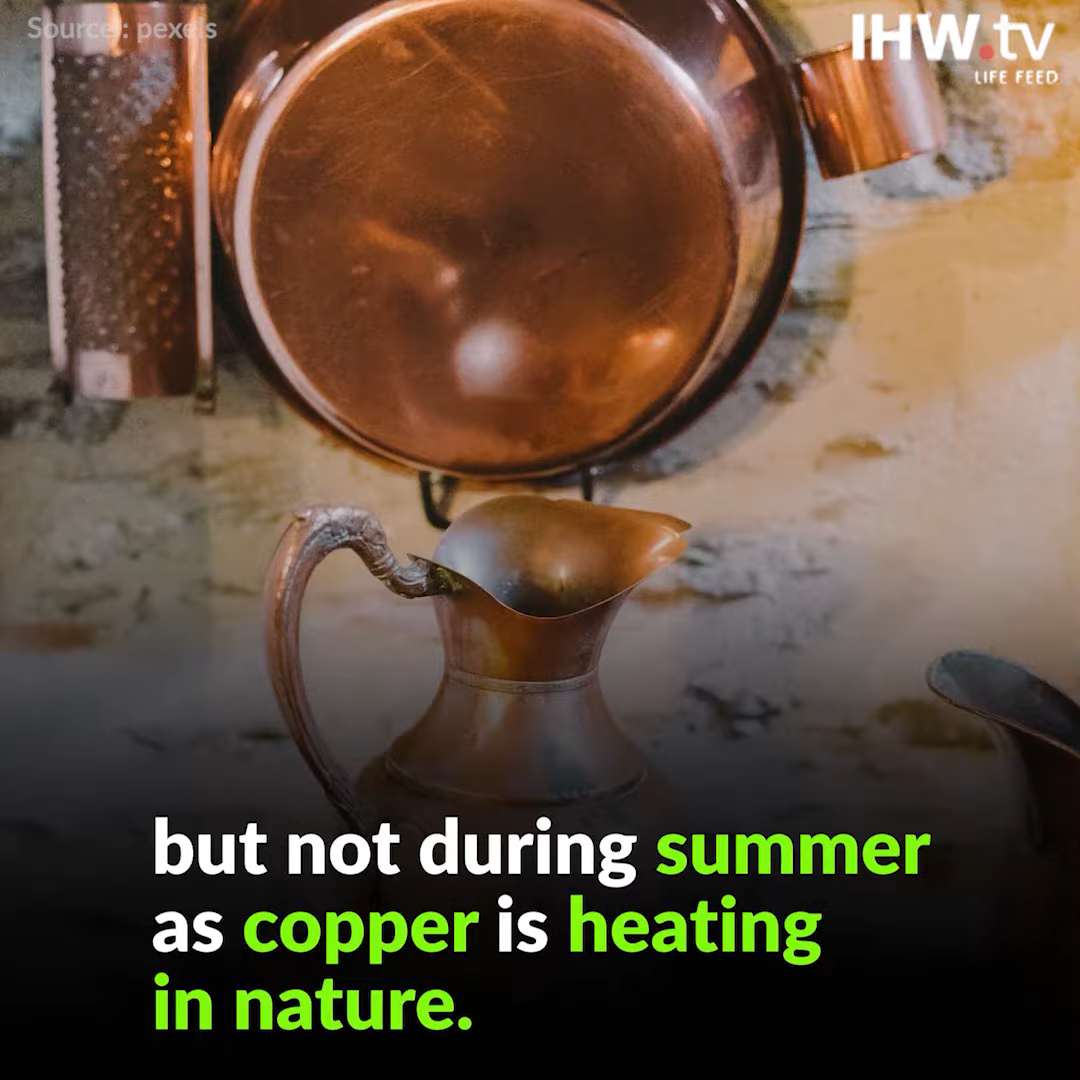 Source : pexels
IHW.tv
LIFE FEED
but not during summer
as copper is heating
in nature.